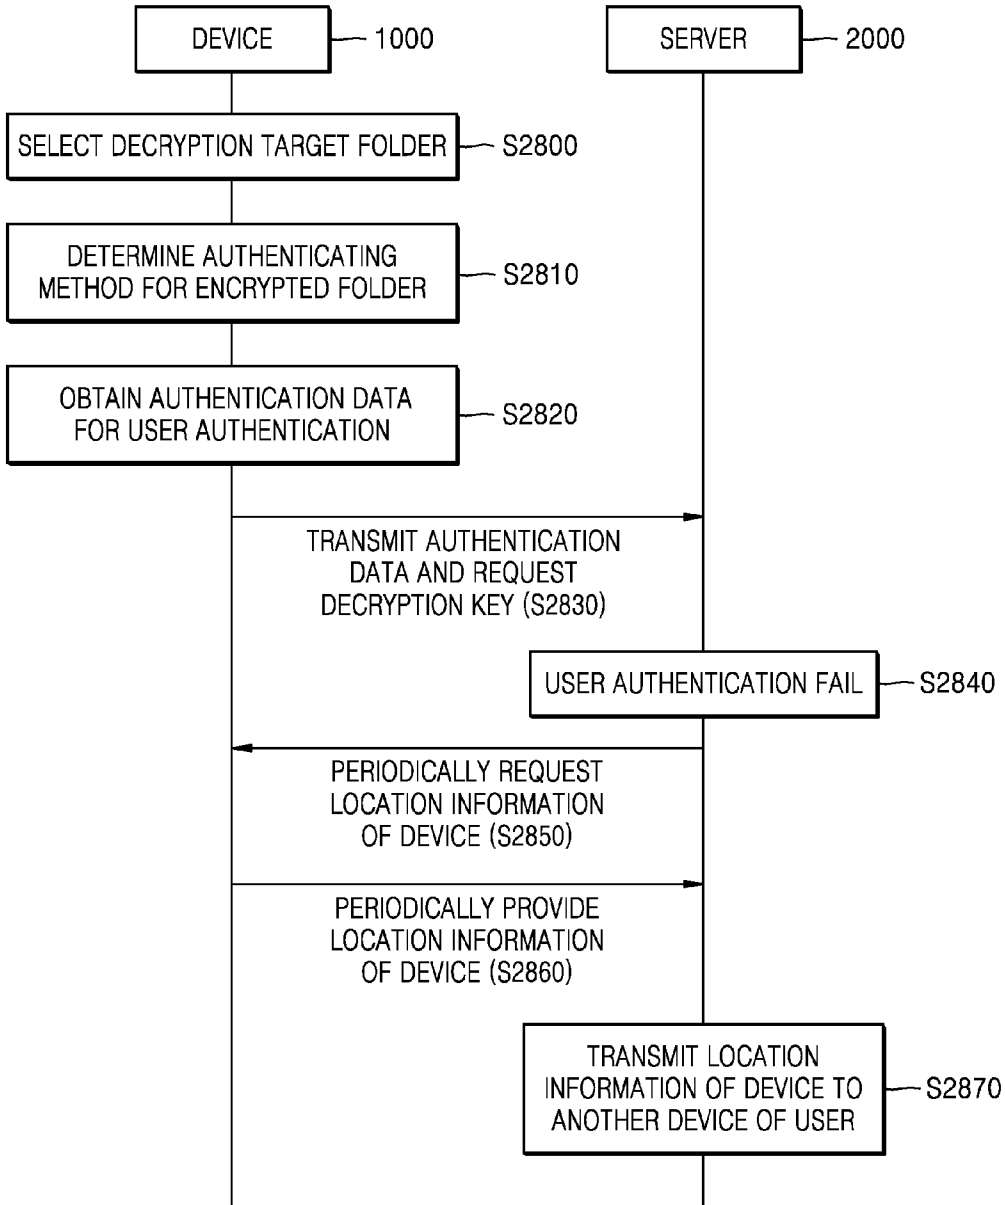 DEVICE
1000
SERVER
2000
SELECT DECRYPTION TARGET FOLDER
S2800
DETERMINE AUTHENTICATING
METHOD FOR ENCRYPTED FOLDER
S2810
OBTAIN AUTHENTICATION DATA
FOR USER AUTHENTICATION
S2820
TRANSMIT AUTHENTICATION
DATA AND REQUEST
DECRYPTION KEY (S2830)
USER AUTHENTICATION FAIL
S2840
PERIODICALLY REQUEST
LOCATION INFORMATION
OF DEVICE (S2850)
PERIODICALLY PROVIDE
LOCATION INFORMATION
OF DEVICE (S2860)
TRANSMIT LOCATION
INFORMATION OF DEVICE TO
ANOTHER DEVICE OF USER
S2870